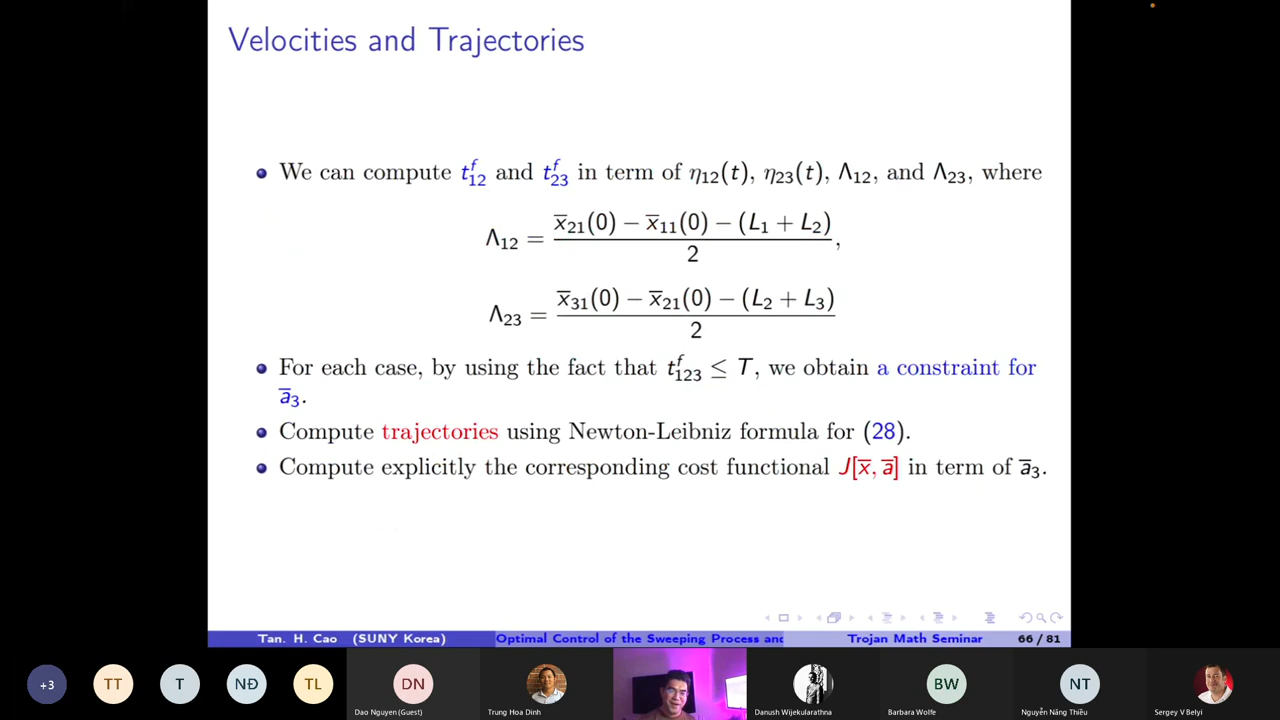 Velocities and Trajectories
We can compute t^f_12 and t^f_23 in term of η12(t), η23(t), Λ12, and Λ23, where
Λ12 = (x̅21(0) − x̅11(0) − (L1 + L2)) / 2,
Λ23 = (x̅31(0) − x̅21(0) − (L2 + L3)) / 2
For each case, by using the fact that t^f_123 ≤ T, we obtain a constraint for
a̅3.
Compute trajectories using Newton-Leibniz formula for (28).
Compute explicitly the corresponding cost functional J[x̅, a̅] in term of a̅3.
Tan. H. Cao (SUNY Korea) Optimal Control of the Sweeping Process and Trojan Math Seminar 66 / 81
+3 TT T NĐ TL DN BW NT
Dao Nguyen (Guest) Trung Hoa Dinh Danush Wijekularathna Barbara Wolfe Nguyễn Năng Thiều Sergey V Belyi